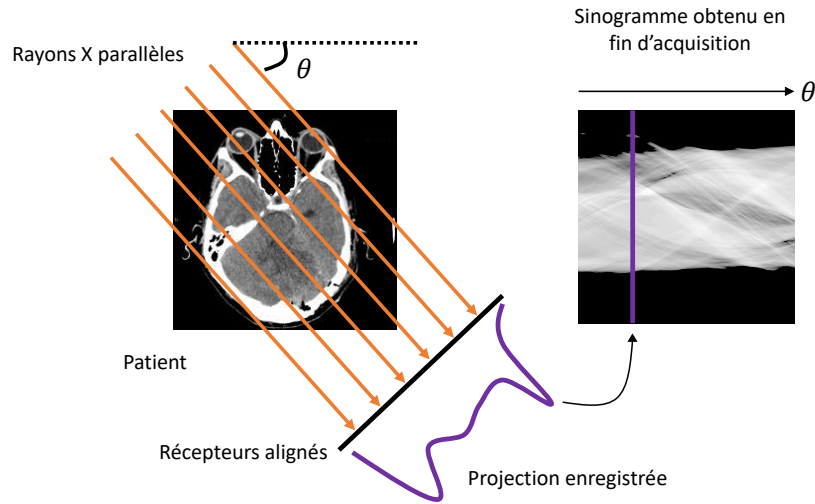 Sinogramme obtenu en
fin d’acquisition
Rayons X parallèles
θ
θ
Patient
Récepteurs alignés
Projection enregistrée